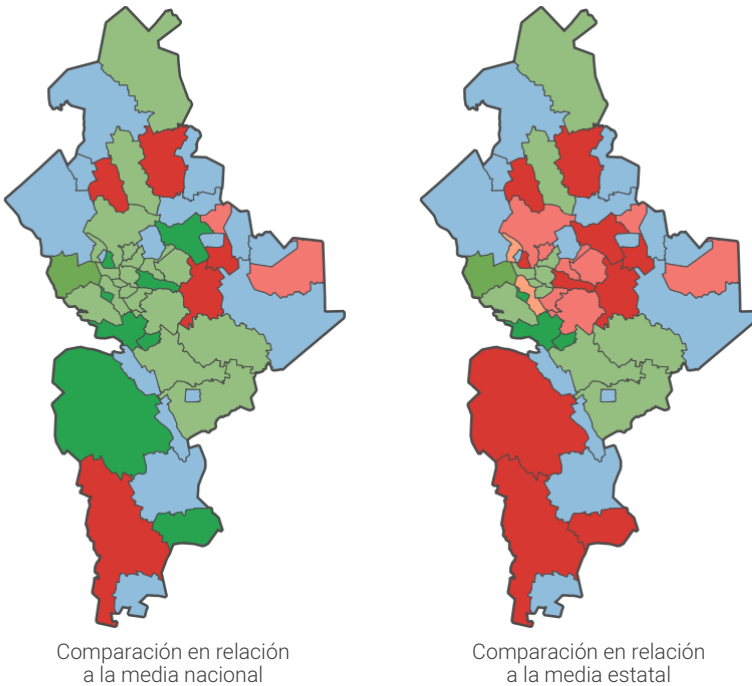 Comparación en relación
a la media nacional
Comparación en relación
a la media estatal